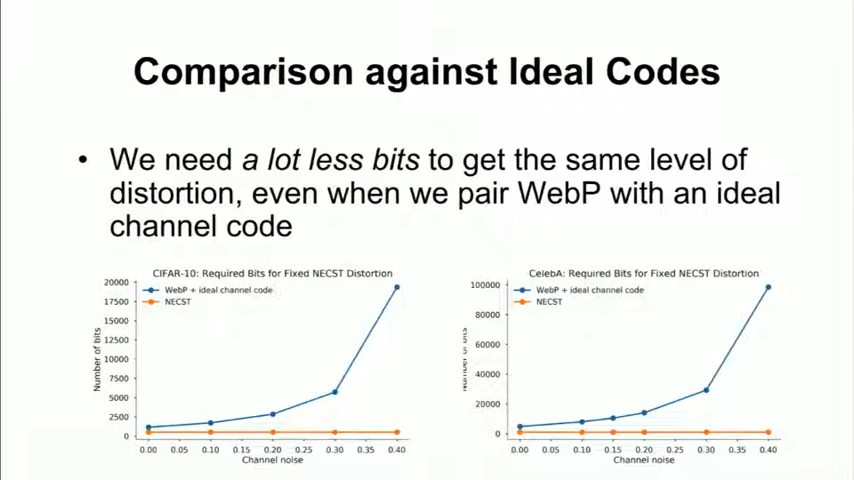 Comparison against Ideal Codes
• We need a lot less bits to get the same level of
distortion, even when we pair WebP with an ideal
channel code
CIFAR-10: Required Bits for Fixed NECST Distortion
20000
17500
15000
12500
10000
7500
5000
2500
0
Number of bits
WebP + ideal channel code
NECST
0.00 0.05 0.10 0.15 0.20 0.25 0.30 0.35 0.40
Channel noise
CelebA: Required Bits for Fixed NECST Distortion
100000
80000
60000
40000
20000
0
Number of bits
WebP + ideal channel code
NECST
0.00 0.05 0.10 0.15 0.20 0.25 0.30 0.35 0.40
Channel noise